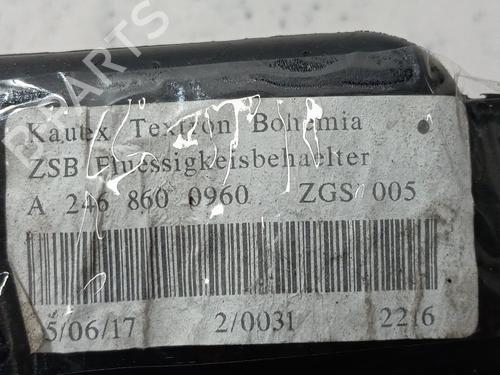 Kautex Textron Bohemia
ZSB Fluessigkeisbehaelter
A 246 860 0960 ZGS 005
5/06/17 2/0031 2216